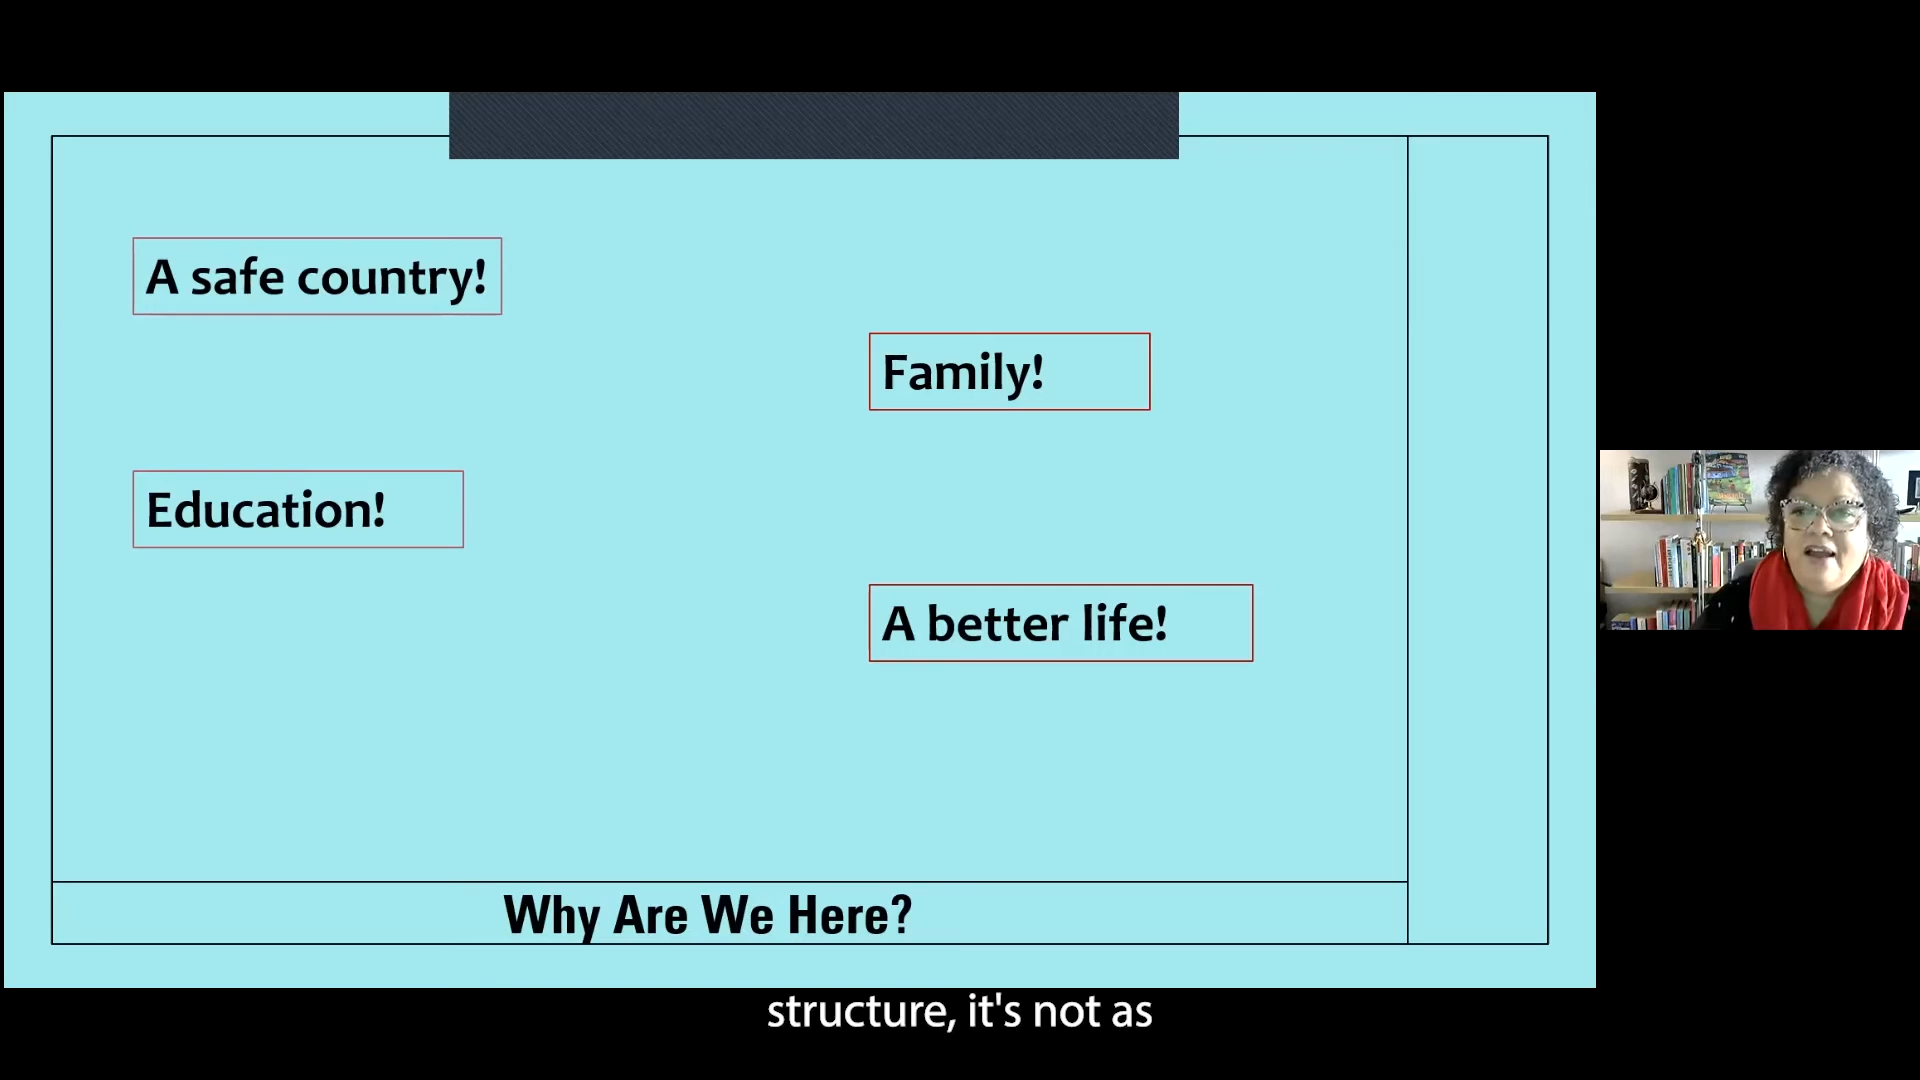 A safe country!
Family!
Education!
A better life!
Why Are We Here?
structure, it's not as